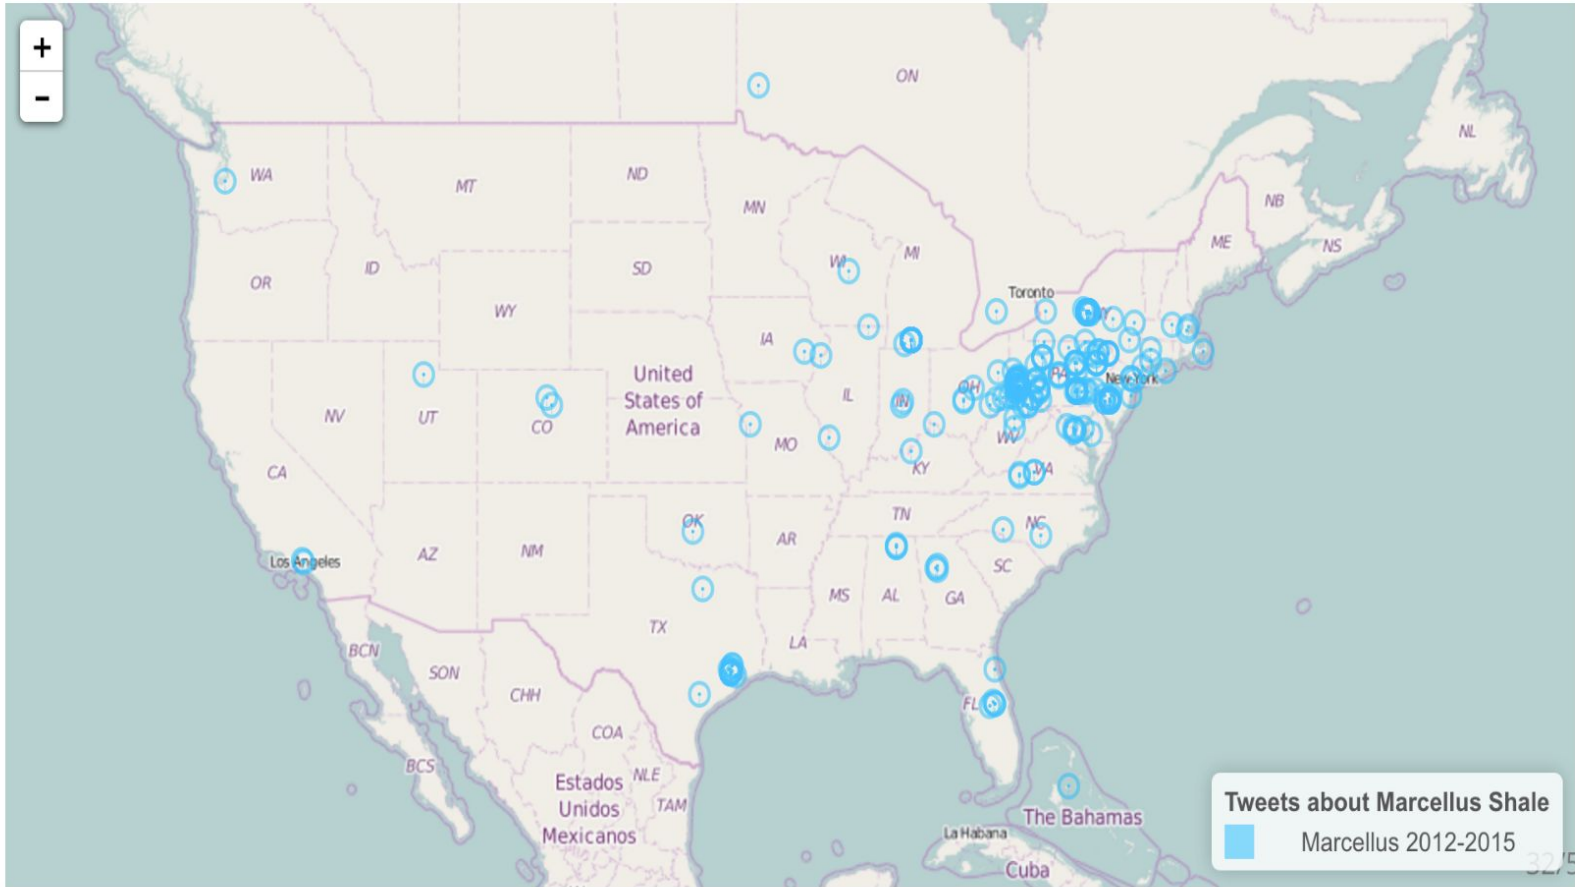 +
-
ON
NL
WA
MT
ND
MN
NB
ME
NS
OR
ID
SD
WI
MI
WY
Toronto
NY
IA
United
States of
America
NV
UT
CO
IL
IN
OH
PA
New York
CA
MO
WV
KY
VA
OK
TN
NC
Los Angeles
AZ
NM
AR
SC
MS
AL
GA
TX
LA
BCN
SON
CHH
FL
COA
BCS
Estados
Unidos
Mexicanos
NLE
TAM
The Bahamas
La Habana
Cuba
Tweets about Marcellus Shale
Marcellus 2012-2015